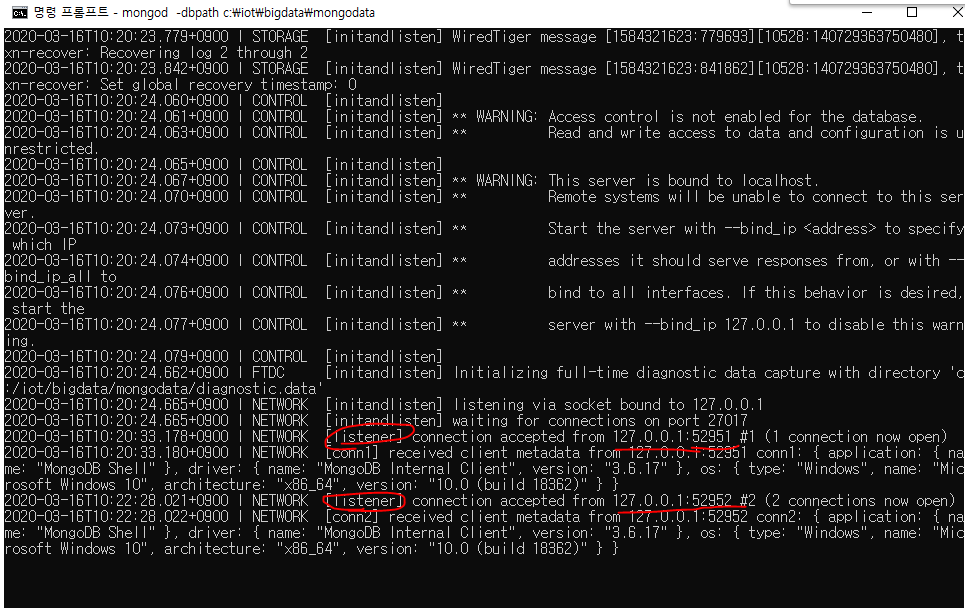 명령 프롬프트 - mongod  -dbpath c:\iot\bigdata\mongodata
2020-03-16T10:20:23.779+0900 I STORAGE  [initandlisten] WiredTiger message [1584321623:779693][10528:140729363750480], t
xn-recover: Recovering log 2 through 2
2020-03-16T10:20:23.842+0900 I STORAGE  [initandlisten] WiredTiger message [1584321623:841862][10528:140729363750480], t
xn-recover: Set global recovery timestamp: 0
2020-03-16T10:20:24.060+0900 I CONTROL  [initandlisten]
2020-03-16T10:20:24.061+0900 I CONTROL  [initandlisten] ** WARNING: Access control is not enabled for the database.
2020-03-16T10:20:24.063+0900 I CONTROL  [initandlisten] **          Read and write access to data and configuration is u
nrestricted.
2020-03-16T10:20:24.065+0900 I CONTROL  [initandlisten]
2020-03-16T10:20:24.067+0900 I CONTROL  [initandlisten] ** WARNING: This server is bound to localhost.
2020-03-16T10:20:24.070+0900 I CONTROL  [initandlisten] **          Remote systems will be unable to connect to this ser
ver.
2020-03-16T10:20:24.073+0900 I CONTROL  [initandlisten] **          Start the server with --bind_ip <address> to specify
 which IP
2020-03-16T10:20:24.074+0900 I CONTROL  [initandlisten] **          addresses it should serve responses from, or with --
bind_ip_all to
2020-03-16T10:20:24.076+0900 I CONTROL  [initandlisten] **          bind to all interfaces. If this behavior is desired,
 start the
2020-03-16T10:20:24.077+0900 I CONTROL  [initandlisten] **          server with --bind_ip 127.0.0.1 to disable this warn
ing.
2020-03-16T10:20:24.079+0900 I CONTROL  [initandlisten]
2020-03-16T10:20:24.662+0900 I FTDC     [initandlisten] Initializing full-time diagnostic data capture with directory 'c
:/iot/bigdata/mongodata/diagnostic.data'
2020-03-16T10:20:24.665+0900 I NETWORK  [initandlisten] listening via socket bound to 127.0.0.1
2020-03-16T10:20:24.665+0900 I NETWORK  [initandlisten] waiting for connections on port 27017
2020-03-16T10:20:33.178+0900 I NETWORK  [listener] connection accepted from 127.0.0.1:52951 #1 (1 connection now open)
2020-03-16T10:20:33.180+0900 I NETWORK  [conn1] received client metadata from 127.0.0.1:52951 conn1: { application: { na
me: "MongoDB Shell" }, driver: { name: "MongoDB Internal Client", version: "3.6.17" }, os: { type: "Windows", name: "Mic
rosoft Windows 10", architecture: "x86_64", version: "10.0 (build 18362)" } }
2020-03-16T10:22:28.021+0900 I NETWORK  [listener] connection accepted from 127.0.0.1:52952 #2 (2 connections now open)
2020-03-16T10:22:28.022+0900 I NETWORK  [conn2] received client metadata from 127.0.0.1:52952 conn2: { application: { na
me: "MongoDB Shell" }, driver: { name: "MongoDB Internal Client", version: "3.6.17" }, os: { type: "Windows", name: "Mic
rosoft Windows 10", architecture: "x86_64", version: "10.0 (build 18362)" } }